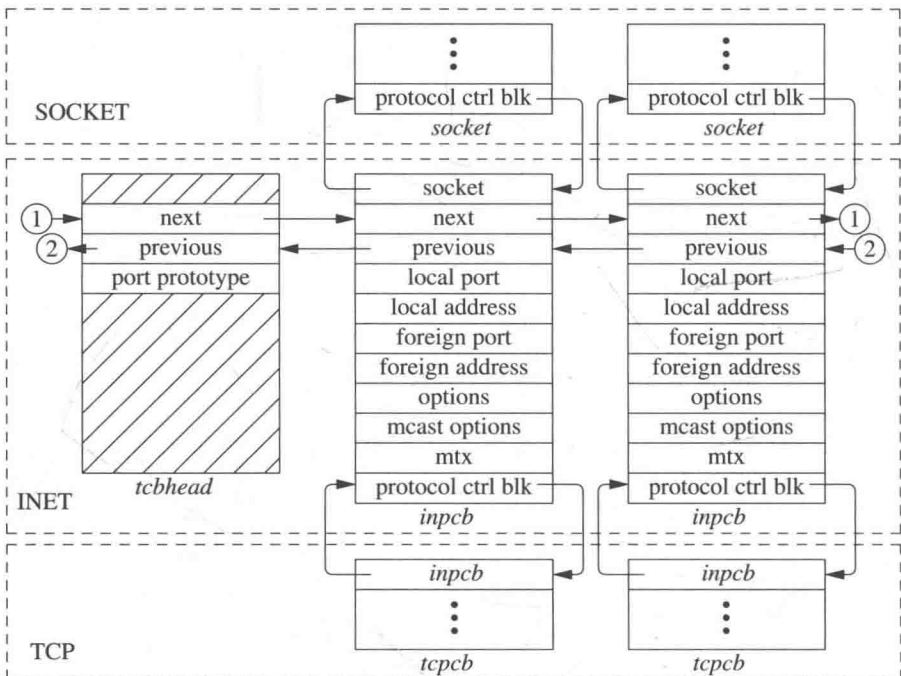 protocol ctrl blk
socket
protocol ctrl blk
socket
SOCKET
1
2
next
previous
port prototype
tcbhead
socket
next
previous
local port
local address
foreign port
foreign address
options
mcast options
mtx
protocol ctrl blk
inpcb
socket
next
previous
local port
local address
foreign port
foreign address
options
mcast options
mtx
protocol ctrl blk
inpcb
1
2
INET
inpcb
tcpcb
inpcb
tcpcb
TCP